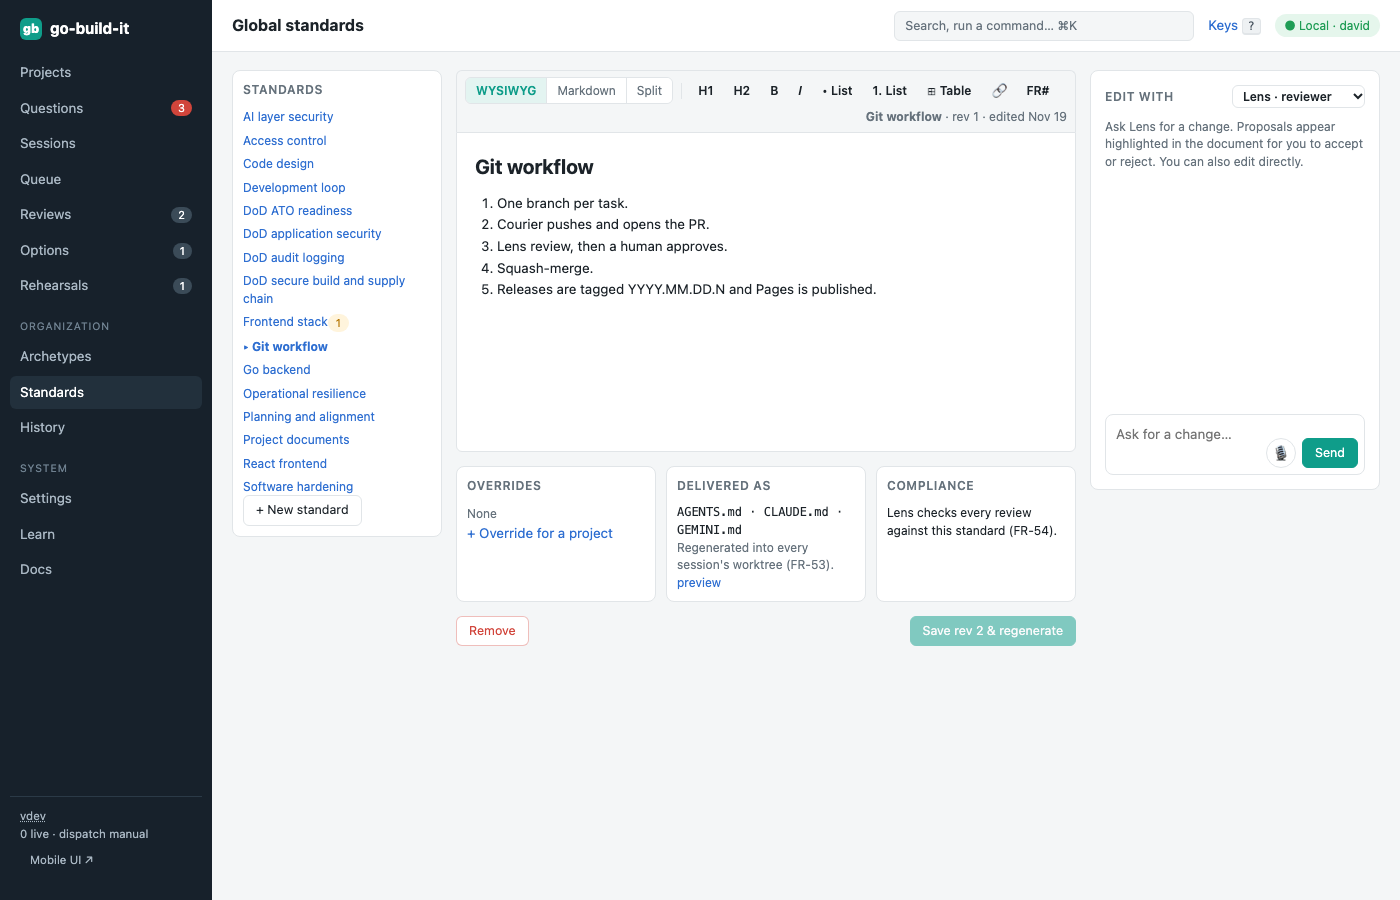 gb go-build-it
Projects
Questions 3
Sessions
Queue
Reviews 2
Options 1
Rehearsals 1
ORGANIZATION
Archetypes
Standards
History
SYSTEM
Settings
Learn
Docs
vdev
0 live · dispatch manual
Mobile UI ↗
Global standards
Search, run a command... ⌘K
Keys ?
Local · david
STANDARDS
AI layer security
Access control
Code design
Development loop
DoD ATO readiness
DoD application security
DoD audit logging
DoD secure build and supply
chain
Frontend stack 1
▸ Git workflow
Go backend
Operational resilience
Planning and alignment
Project documents
React frontend
Software hardening
+ New standard
WYSIWYG Markdown Split H1 H2 B I • List 1. List ⊞ Table 🔗 FR#
Git workflow · rev 1 · edited Nov 19
Git workflow
1. One branch per task.
2. Courier pushes and opens the PR.
3. Lens review, then a human approves.
4. Squash-merge.
5. Releases are tagged YYYY.MM.DD.N and Pages is published.
OVERRIDES
None
+ Override for a project
DELIVERED AS
AGENTS.md · CLAUDE.md ·
GEMINI.md
Regenerated into every
session's worktree (FR-53).
preview
COMPLIANCE
Lens checks every review
against this standard (FR-54).
Remove
Save rev 2 & regenerate
EDIT WITH
Lens · reviewer
Ask Lens for a change. Proposals appear
highlighted in the document for you to accept
or reject. You can also edit directly.
Ask for a change...
Send